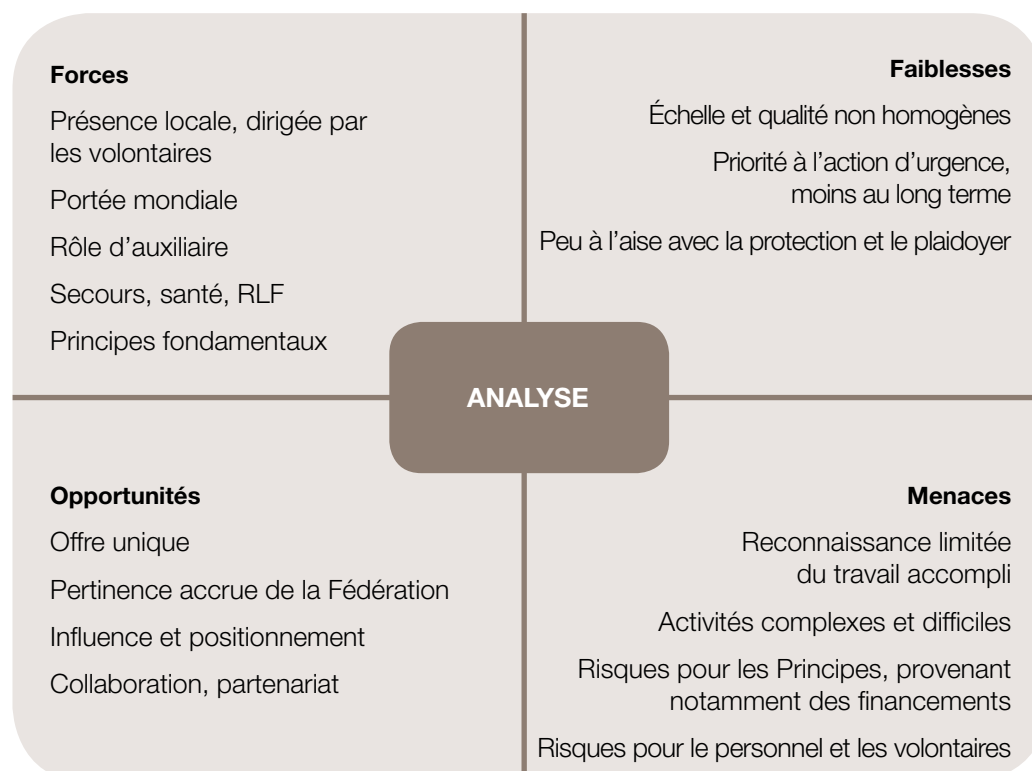 Forces
Présence locale, dirigée par
les volontaires
Portée mondiale
Rôle d’auxiliaire
Secours, santé, RLF
Principes fondamentaux
Faiblesses
Échelle et qualité non homogènes
Priorité à l’action d’urgence,
moins au long terme
Peu à l’aise avec la protection et le plaidoyer
ANALYSE
Opportunités
Offre unique
Pertinence accrue de la Fédération
Influence et positionnement
Collaboration, partenariat
Menaces
Reconnaissance limitée
du travail accompli
Activités complexes et difficiles
Risques pour les Principes, provenant
notamment des financements
Risques pour le personnel et les volontaires